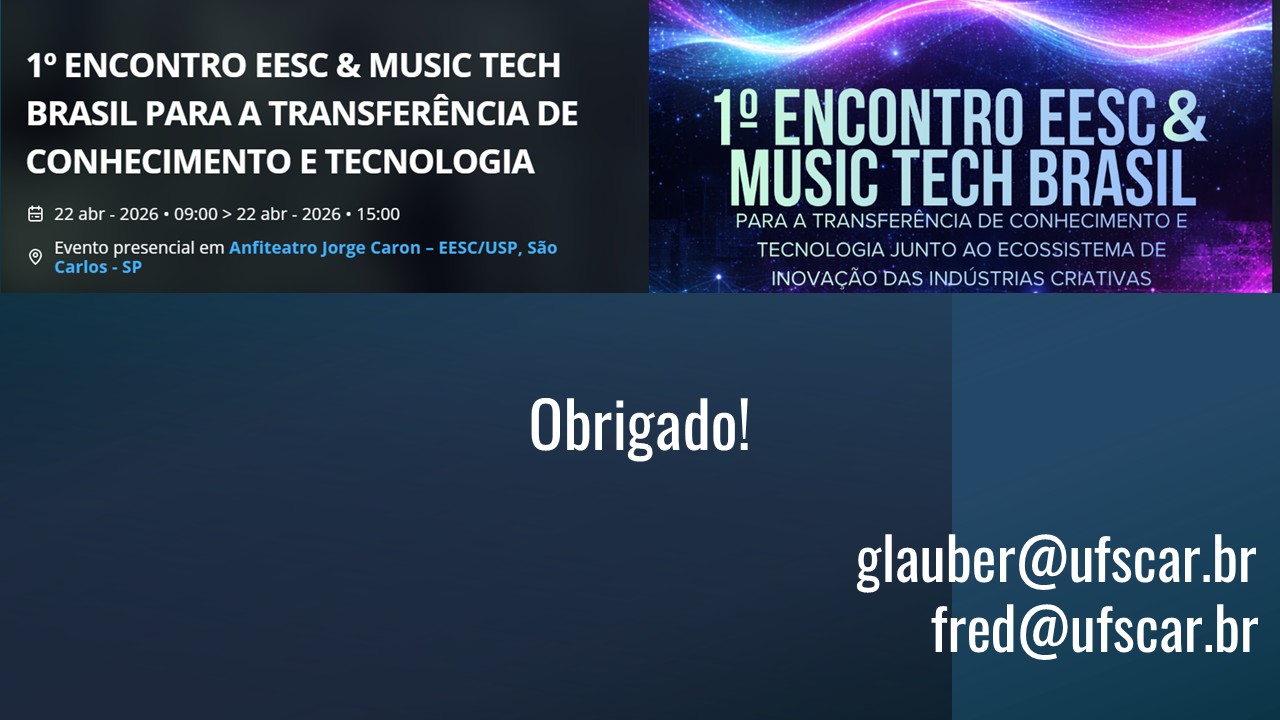 1º ENCONTRO EESC & MUSIC TECH
BRASIL PARA A TRANSFERÊNCIA DE
CONHECIMENTO E TECNOLOGIA
22 abr - 2026 • 09:00 > 22 abr - 2026 • 15:00
Evento presencial em Anfiteatro Jorge Caron – EESC/USP, São
Carlos - SP
1º ENCONTRO EESC &
MUSIC TECH BRASIL
PARA A TRANSFERÊNCIA DE CONHECIMENTO E
TECNOLOGIA JUNTO AO ECOSSISTEMA DE
INOVAÇÃO DAS INDÚSTRIAS CRIATIVAS
Obrigado!
glauber@ufscar.br
fred@ufscar.br